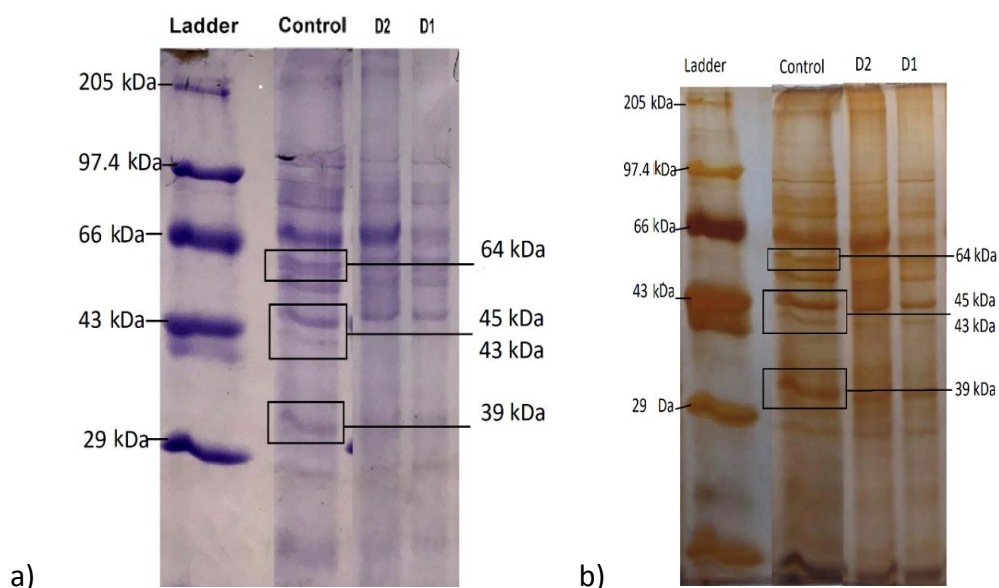 Ladder Control D2 D1
205 kDa
97.4 kDa
66 kDa
64 kDa
43 kDa
45 kDa
43 kDa
39 kDa
29 kDa
a)
Ladder Control D2 D1
205 kDa
97.4 kDa
66 kDa
64 kDa
43 kDa
45 kDa
43 kDa
39 kDa
29 Da
b)